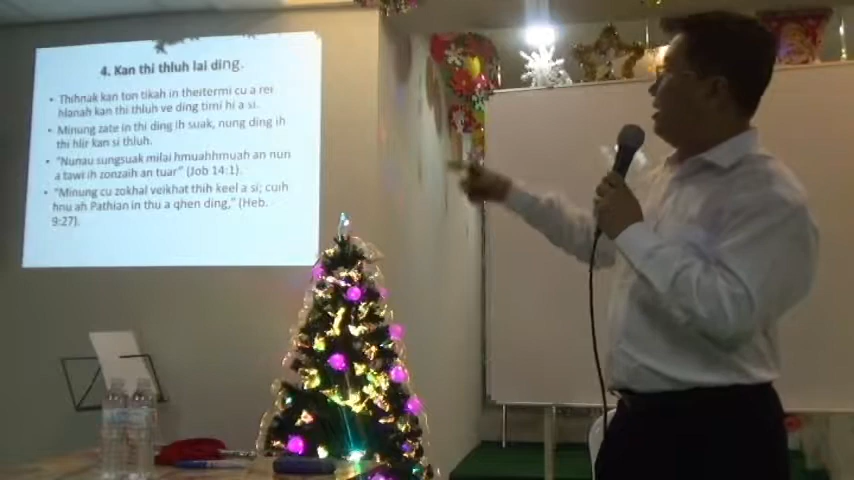 4. Kan thi thluh lai ding.
• Thihnak kan ton tikah in theitermi cu a rei
hlanah kan thi thluh ve ding timi hi a si.
• Minung zate in thi ding ih suak, nung ding ih
thi hlir kan si thluh.
• "Nunau sungsuak milai hmuahhmuah an nun
a tawi ih zonzaih an tuar." (Job 14:1).
• "Minung cu zokhal veikhat thih keel a si; cuih
hnu ah Pathian in thu a qhen ding," (Heb.
9:27).